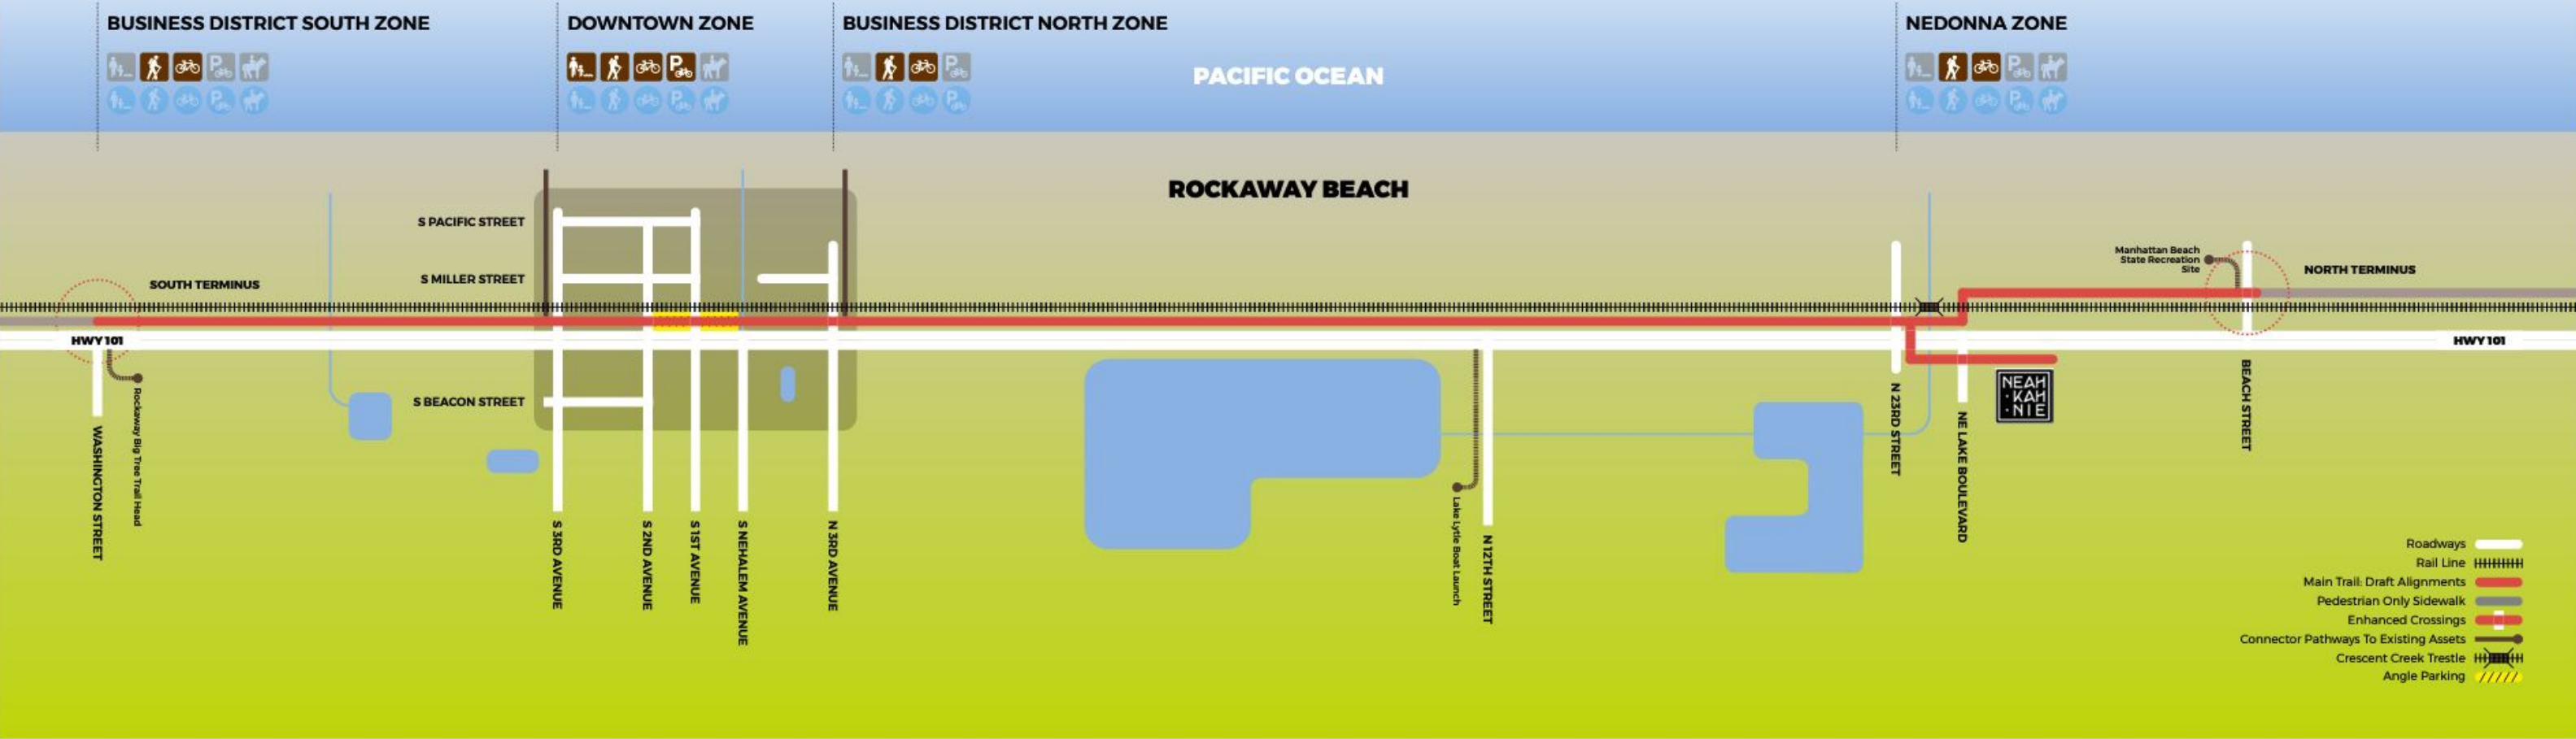 BUSINESS DISTRICT SOUTH ZONE
DOWNTOWN ZONE
BUSINESS DISTRICT NORTH ZONE
NEDONNA ZONE
P
P
P
P
P
P
P
P
PACIFIC OCEAN
ROCKAWAY BEACH
S PACIFIC STREET
S MILLER STREET
SOUTH TERMINUS
Manhattan Beach
State Recreation
Site
NORTH TERMINUS
HWY 101
HWY 101
S BEACON STREET
NEAH
·KAH
·NIE
WASHINGTON STREET
Rockaway Big Tree Trail Head
S 3RD AVENUE
S 2ND AVENUE
S 1ST AVENUE
S NEHALEM AVENUE
N 3RD AVENUE
Lake Lytle Boat Launch
N 12TH STREET
N 23RD STREET
NE LAKE BOULEVARD
BEACH STREET
Roadways
Rail Line
Main Trail: Draft Alignments
Pedestrian Only Sidewalk
Enhanced Crossings
Connector Pathways To Existing Assets
Crescent Creek Trestle
Angle Parking